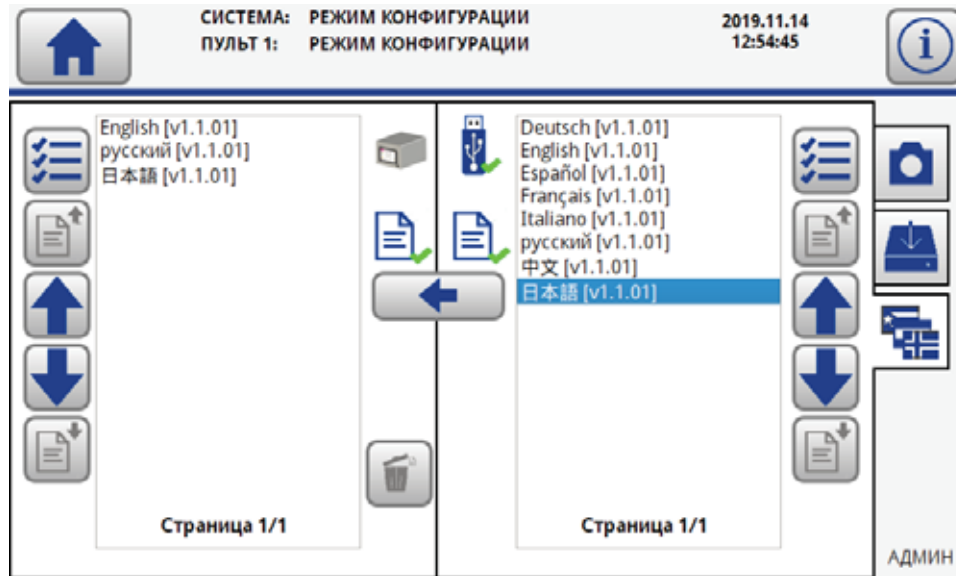 СИСТЕМА: РЕЖИМ КОНФИГУРАЦИИ
ПУЛЬТ 1: РЕЖИМ КОНФИГУРАЦИИ
2019.11.14
12:54:45
English [v1.1.01]
русский [v1.1.01]
日本語 [v1.1.01]
Страница 1/1
Deutsch [v1.1.01]
English [v1.1.01]
Español [v1.1.01]
Français [v1.1.01]
Italiano [v1.1.01]
русский [v1.1.01]
中文 [v1.1.01]
日本語 [v1.1.01]
Страница 1/1
АДМИН